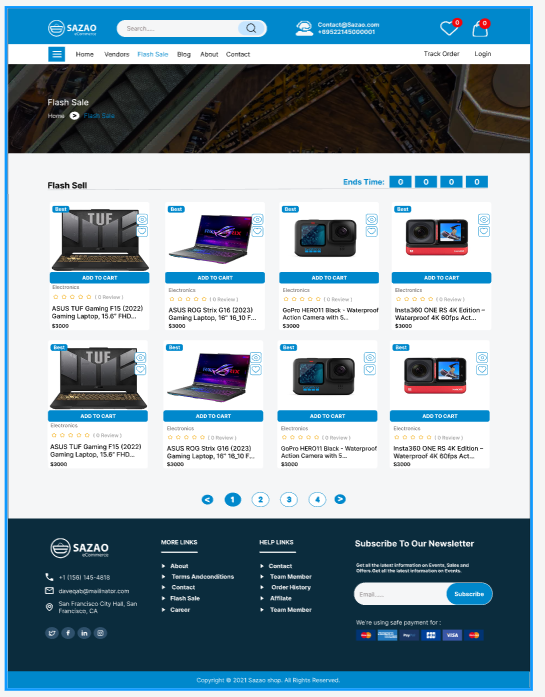 SAZAO
eCommerce
Search.....
Contact@Sazao.com
+69522145000001
0
0
Home Vendors Flash Sale Blog About Contact
Track Order Login
Flash Sale
Home > Flash Sale
Flash Sell
Ends Time: 0 0 0 0
Best
Best
Best
Best
TUF
ADD TO CART
ADD TO CART
ADD TO CART
ADD TO CART
Electronics
( 0 Review )
ASUS TUF Gaming F15 (2022)
Gaming Laptop, 15.6" FHD...
$3000
Electronics
( 0 Review )
ASUS ROG Strix G16 (2023)
Gaming Laptop, 16" 16_10 F...
$3000
Electronics
( 0 Review )
GoPro HERO11 Black - Waterproof
Action Camera with 5...
$3000
Electronics
( 0 Review )
Insta360 ONE RS 4K Edition –
Waterproof 4K 60fps Act...
$3000
Best
Best
Best
Best
TUF
ADD TO CART
ADD TO CART
ADD TO CART
ADD TO CART
Electronics
( 0 Review )
ASUS TUF Gaming F15 (2022)
Gaming Laptop, 15.6" FHD...
$3000
Electronics
( 0 Review )
ASUS ROG Strix G16 (2023)
Gaming Laptop, 16" 16_10 F...
$3000
Electronics
( 0 Review )
GoPro HERO11 Black - Waterproof
Action Camera with 5...
$3000
Electronics
( 0 Review )
Insta360 ONE RS 4K Edition –
Waterproof 4K 60fps Act...
$3000
< 1 2 3 4 >
SAZAO
eCommerce
+1 (156) 145-4818
daveqab@mailnator.com
San Francisco City Hall, San
Francisco, CA
MORE LINKS
About
Terms Andconditions
Contact
Flash Sale
Career
HELP LINKS
Contact
Team Member
Order History
Affilate
Team Member
Subscribe To Our Newsletter
Get all the latest information on Events, Sales and
Offers.Get all the latest information on Events.
Email......
Subscribe
We're using safe payment for :
VISA
Copyright © 2021 Sazao shop. All Rights Reserved.